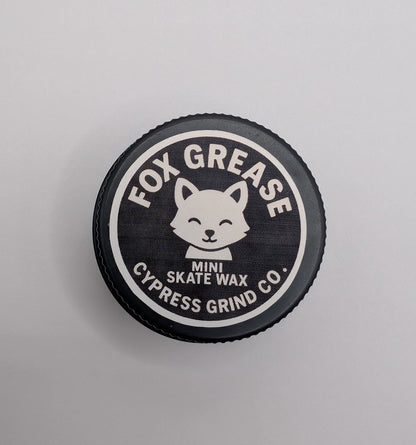 FOX GREASE
MINI
SKATE WAX
CYPRESS GRIND CO.